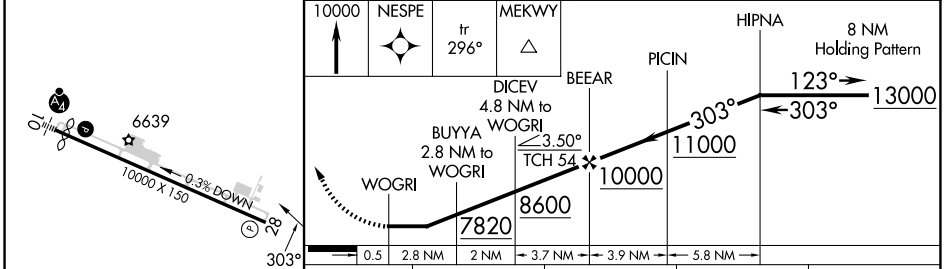 10000
NESPE
tr
296°
MEKWY
HIPNA
8 NM
Holding Pattern
PICIN
BEEAR
DICEV
4.8 NM to
WOGRI
BUYYA
2.8 NM to
WOGRI
WOGRI
123°
303°
13000
303°
11000
3.50°
TCH 54
10000
8600
7820
0.5
2.8 NM
2 NM
3.7 NM
3.9 NM
5.8 NM
A4
P
6639
10
10000 X 150
0.3% DOWN
28
P
303°